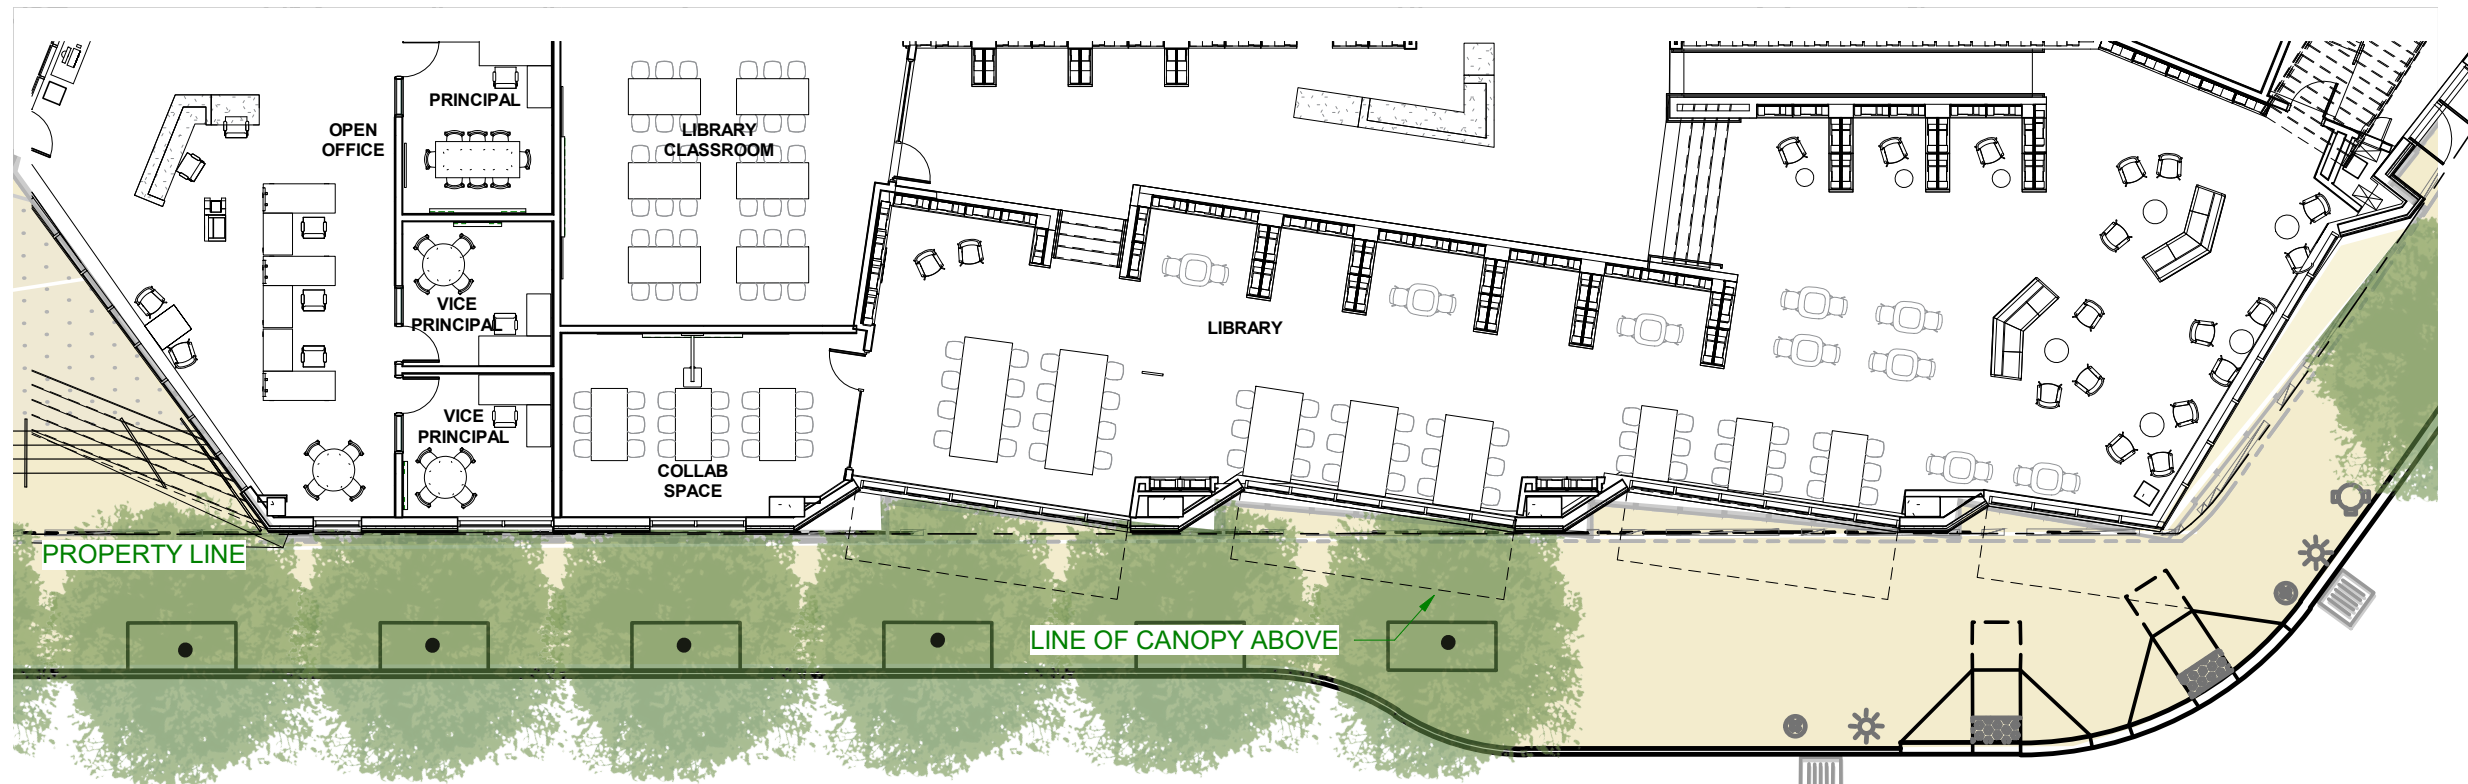 PRINCIPAL
OPEN
OFFICE
LIBRARY
CLASSROOM
VICE
PRINCIPAL
LIBRARY
VICE
PRINCIPAL
COLLAB
SPACE
PROPERTY LINE
LINE OF CANOPY ABOVE